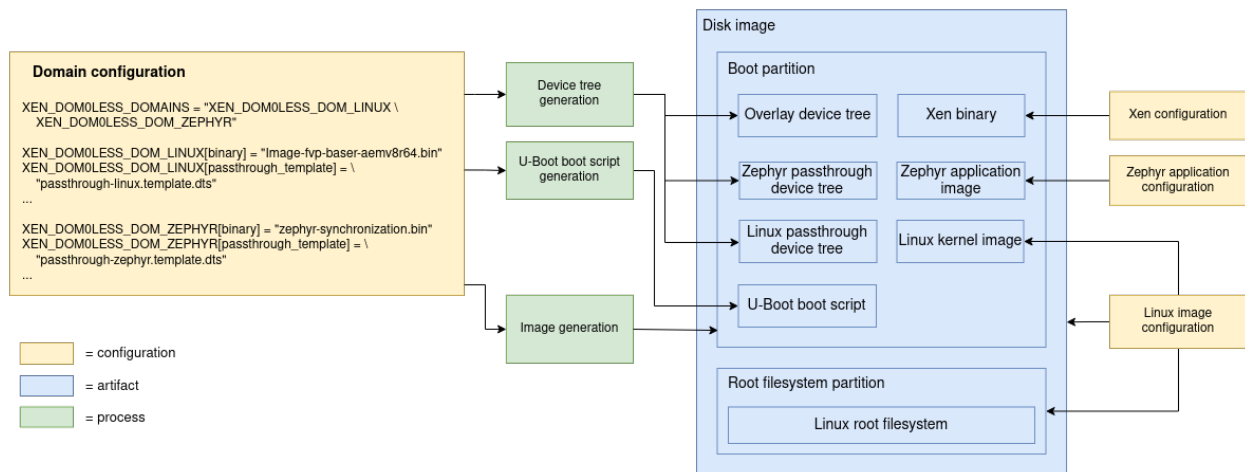 Domain configuration
XEN_DOM0LESS_DOMAINS = "XEN_DOM0LESS_DOM_LINUX \
XEN_DOM0LESS_DOM_ZEPHYR"
XEN_DOM0LESS_DOM_LINUX[binary] = "Image-fvp-baser-aemv8r64.bin"
XEN_DOM0LESS_DOM_LINUX[passthrough_template] = \
"passthrough-linux.template.dts"
...
XEN_DOM0LESS_DOM_ZEPHYR[binary] = "zephyr-synchronization.bin"
XEN_DOM0LESS_DOM_ZEPHYR[passthrough_template] = \
"passthrough-zephyr.template.dts"
...
= configuration
= artifact
= process
Device tree
generation
U-Boot boot script
generation
Image generation
Disk image
Boot partition
Overlay device tree
Xen binary
Zephyr passthrough
device tree
Zephyr application
image
Linux passthrough
device tree
Linux kernel image
U-Boot boot script
Root filesystem partition
Linux root filesystem
Xen configuration
Zephyr application
configuration
Linux image
configuration